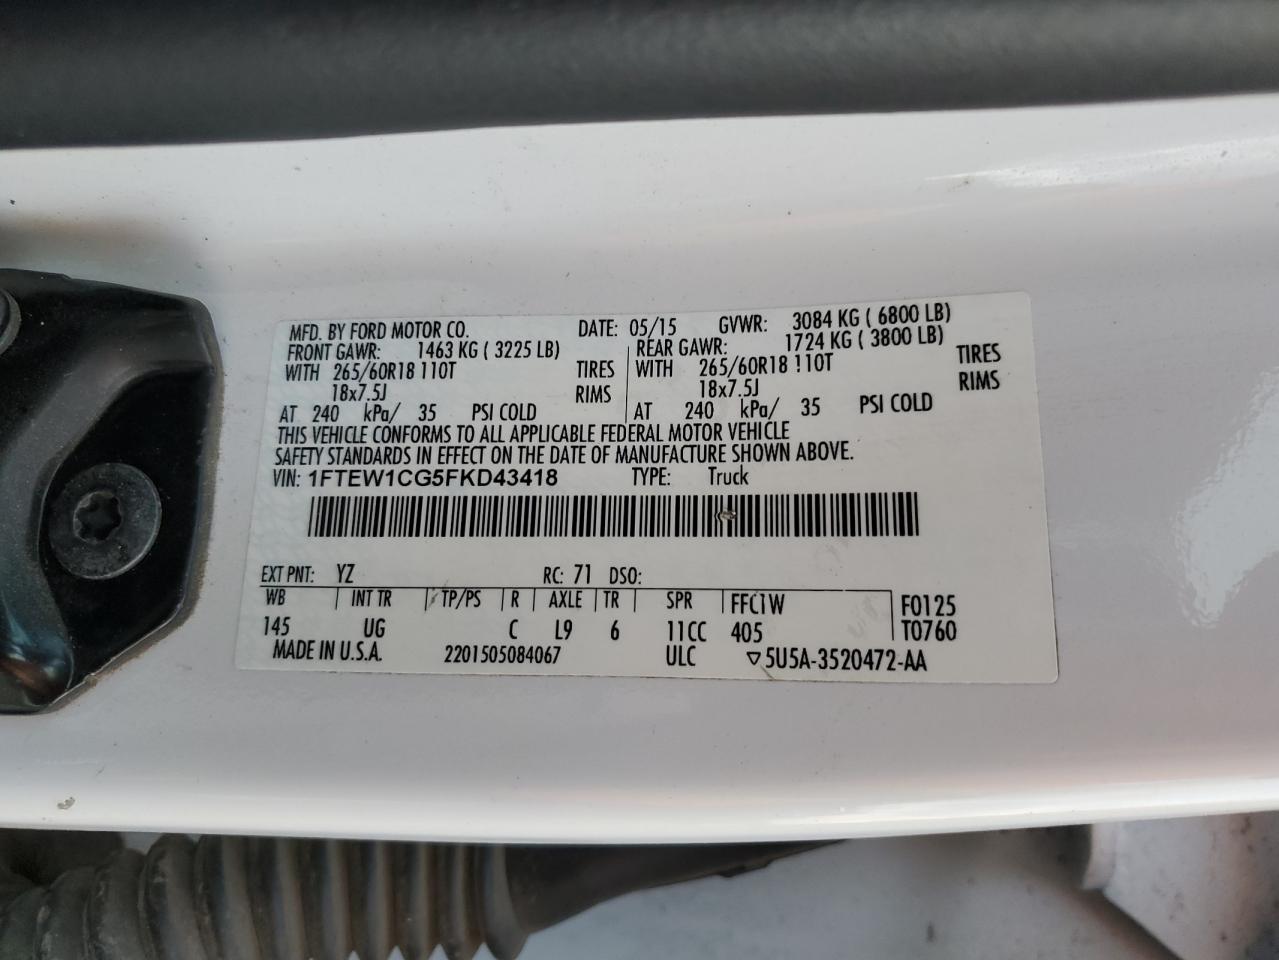 MFD. BY FORD MOTOR CO. DATE: 05/15 GVWR: 3084 KG ( 6800 LB)
FRONT GAWR: 1463 KG ( 3225 LB) REAR GAWR: 1724 KG ( 3800 LB)
WITH 265/60R18 110T TIRES WITH 265/60R18 110T TIRES
18x7.5J RIMS 18x7.5J RIMS
AT 240 kPa/ 35 PSI COLD AT 240 kPa/ 35 PSI COLD
THIS VEHICLE CONFORMS TO ALL APPLICABLE FEDERAL MOTOR VEHICLE
SAFETY STANDARDS IN EFFECT ON THE DATE OF MANUFACTURE SHOWN ABOVE.
VIN: 1FTEW1CG5FKD43418 TYPE: Truck
EXT PNT: YZ RC: 71 DSO:
WB INT TR TP/PS R AXLE TR SPR FFC1W F0125
145 UG C L9 6 11CC 405 T0760
MADE IN U.S.A. 2201505084067 ULC ▽5U5A-3520472-AA